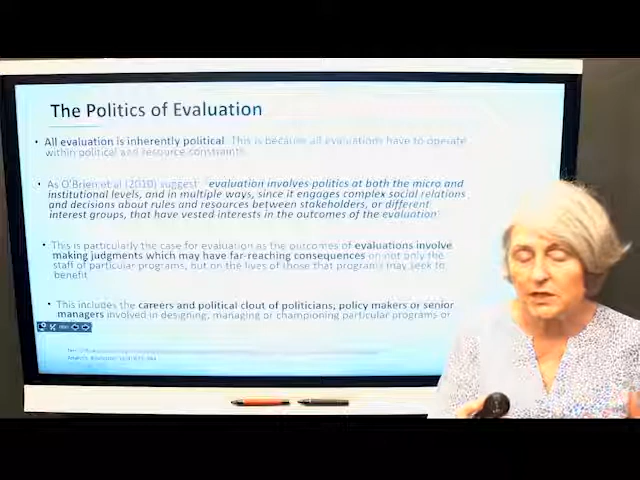 The Politics of Evaluation
• All evaluation is inherently political. This is because all evaluations have to operate
within political and resource constraints.
• As O'Brien et al (2010) suggest: "evaluation involves politics at both the micro and
institutional levels, and in multiple ways, since it engages complex social relations
and decisions about rules and resources between stakeholders, or different
interest groups, that have vested interests in the outcomes of the evaluation
• This is particularly the case for evaluation as the outcomes of evaluations involve
making judgments which may have far-reaching consequences on not only the
staff of particular programs, but on the lives of those that programs may seek to
benefit
• This includes the careers and political clout of politicians, policy makers or senior
managers involved in designing, managing or championing particular programs or